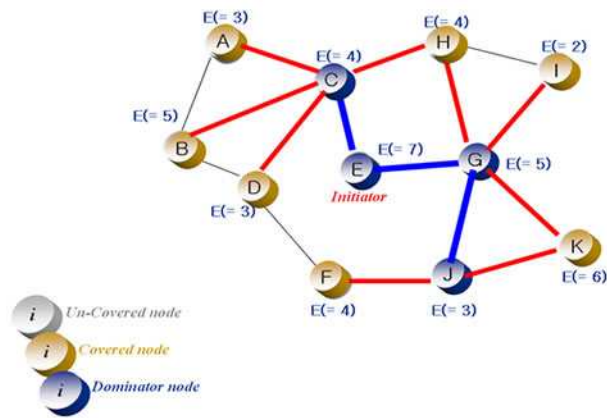 E(= 3)
A
E(= 4)
H
E(= 4)
C
E(= 2)
I
E(= 5)
B
E(= 7)
E
G
E(= 5)
Initiator
D
E(= 3)
K
E(= 6)
F
E(= 4)
J
E(= 3)
i Un-Covered node
i Covered node
i Dominator node